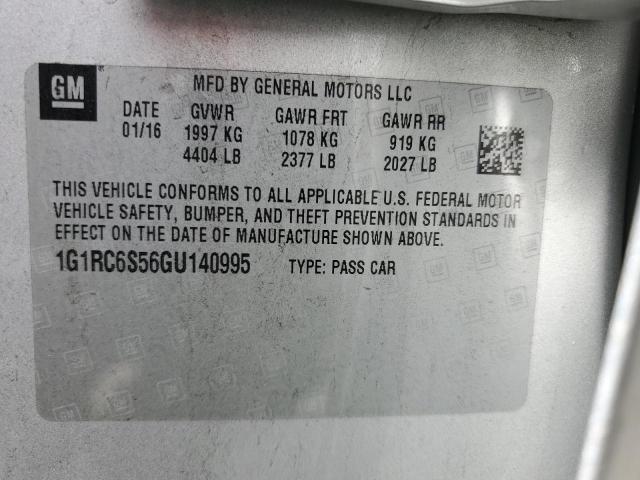 GM
MFD BY GENERAL MOTORS LLC
DATE GVWR GAWR FRT GAWR RR
01/16 1997 KG 1078 KG 919 KG
4404 LB 2377 LB 2027 LB
THIS VEHICLE CONFORMS TO ALL APPLICABLE U.S. FEDERAL MOTOR
VEHICLE SAFETY, BUMPER, AND THEFT PREVENTION STANDARDS IN
EFFECT ON THE DATE OF MANUFACTURE SHOWN ABOVE.
1G1RC6S56GU140995 TYPE: PASS CAR